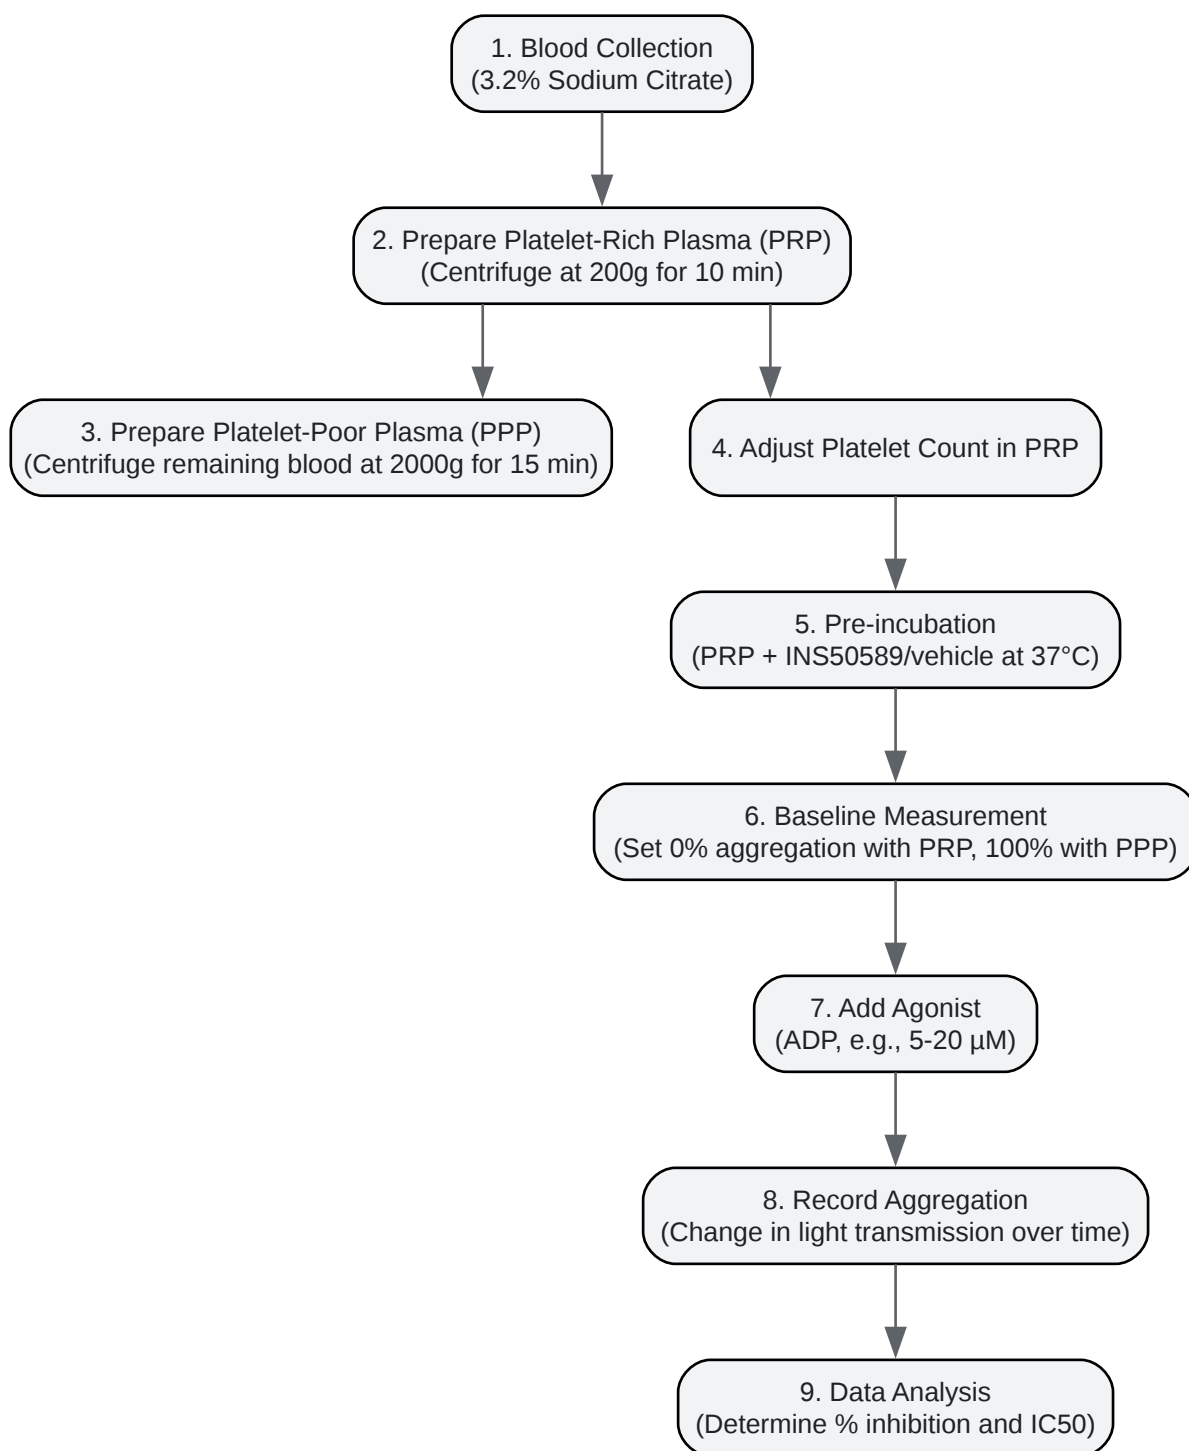 1. Blood Collection
(3.2% Sodium Citrate)
2. Prepare Platelet-Rich Plasma (PRP)
(Centrifuge at 200g for 10 min)
3. Prepare Platelet-Poor Plasma (PPP)
(Centrifuge remaining blood at 2000g for 15 min)
4. Adjust Platelet Count in PRP
5. Pre-incubation
(PRP + INS50589/vehicle at 37°C)
6. Baseline Measurement
(Set 0% aggregation with PRP, 100% with PPP)
7. Add Agonist
(ADP, e.g., 5-20 µM)
8. Record Aggregation
(Change in light transmission over time)
9. Data Analysis
(Determine % inhibition and IC50)